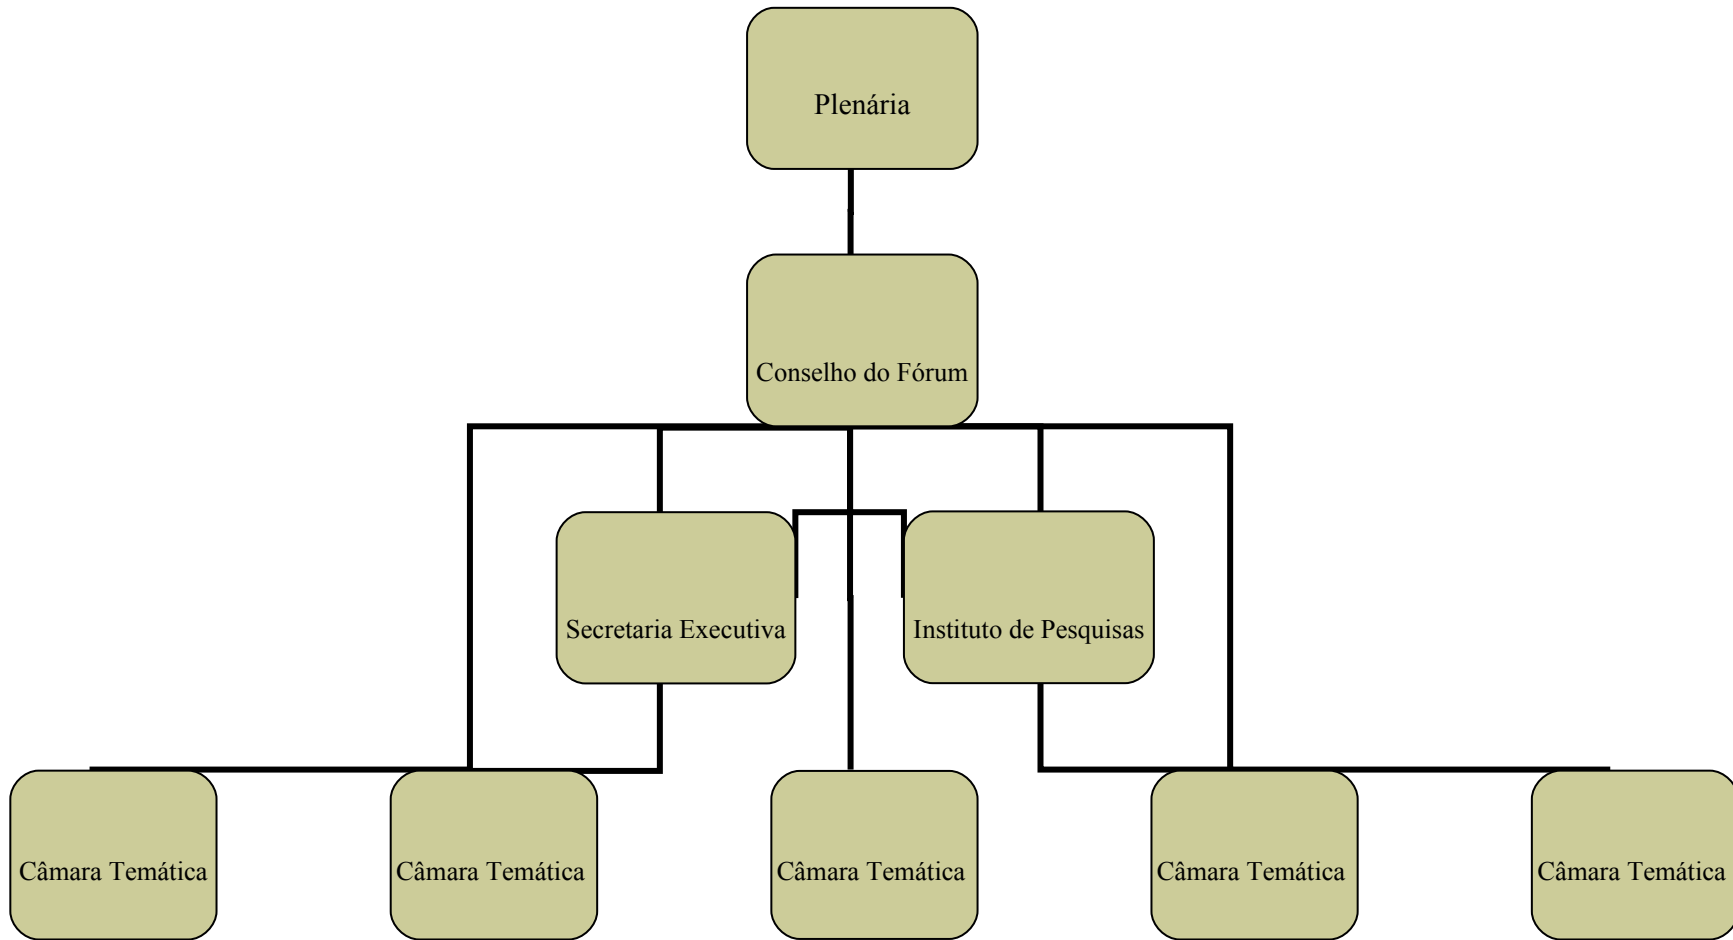 Plenária
Conselho do Fórum
Secretaria Executiva
Instituto de Pesquisas
Câmara Temática
Câmara Temática
Câmara Temática
Câmara Temática
Câmara Temática